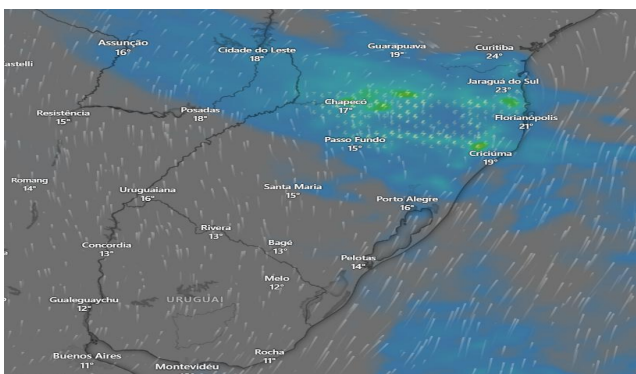 Assunção
16°
Cidade do Leste
18°
Guarapuava
19°
Curitiba
24°
astelli
Jaraguá do Sul
23°
Chapecó
17°
Resistência
15°
Posadas
18°
Florianópolis
21°
Passo Fundo
15°
Criciúma
19°
Romang
14°
Uruguaiana
16°
Santa Maria
15°
Porto Alegre
16°
Rivera
13°
Bagé
13°
Concordia
13°
Pelotas
14°
Melo
12°
Gualeguaychu
12°
URUGUAI
Buenos Aires
11°
Rocha
11°
Montevidéu